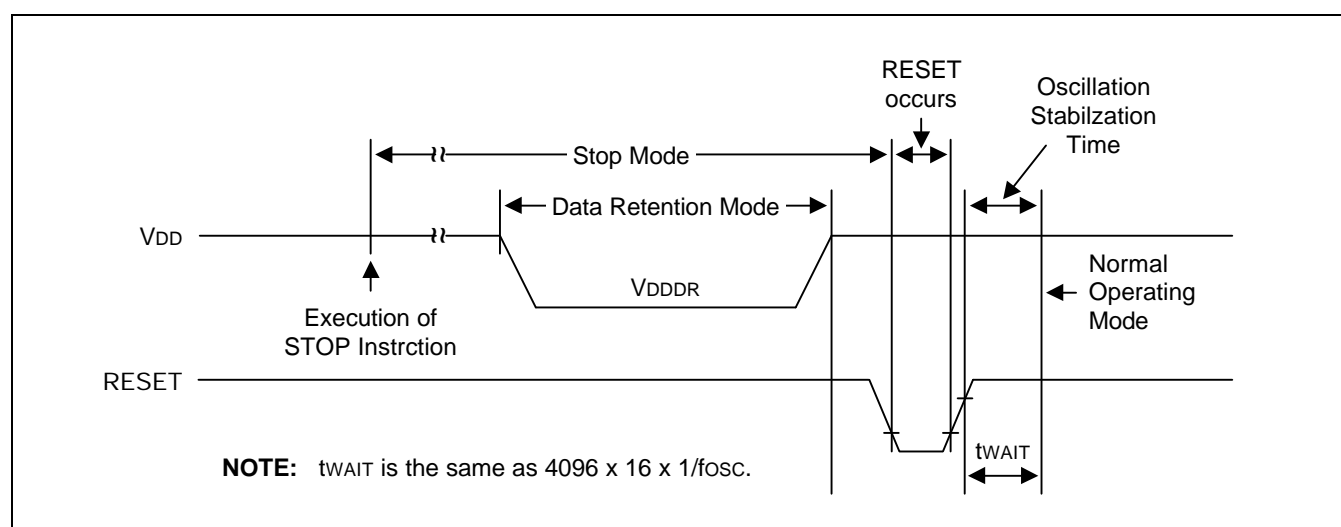 RESET
occurs
Oscillation
Stabilzation
Time
Stop Mode
Data Retention Mode
VDD
VDDDR
Execution of
STOP Instrction
Normal
Operating
Mode
RESET
tWAIT
NOTE: tWAIT is the same as 4096 x 16 x 1/fOSC.